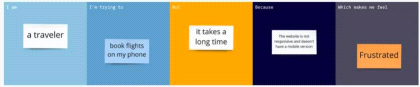 I am
I'm trying to
But
Because
Which makes me feel
a traveler
book flights
on my phone
it takes a
long time
The website is not
responsive and doesn't
have a mobile version
Frustrated